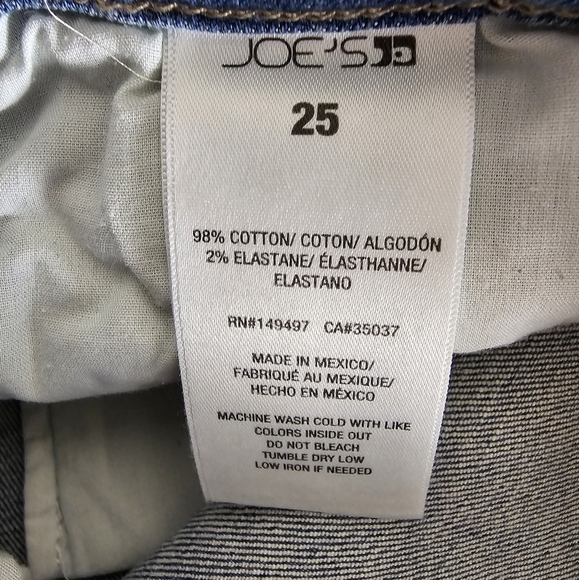 JOE'S
25
98% COTTON/ COTON/ ALGODÓN
2% ELASTANE/ ÉLASTHANNE/
ELASTANO
RN#149497 CA#35037
MADE IN MEXICO/
FABRIQUÉ AU MEXIQUE/
HECHO EN MÉXICO
MACHINE WASH COLD WITH LIKE
COLORS INSIDE OUT
DO NOT BLEACH
TUMBLE DRY LOW
LOW IRON IF NEEDED